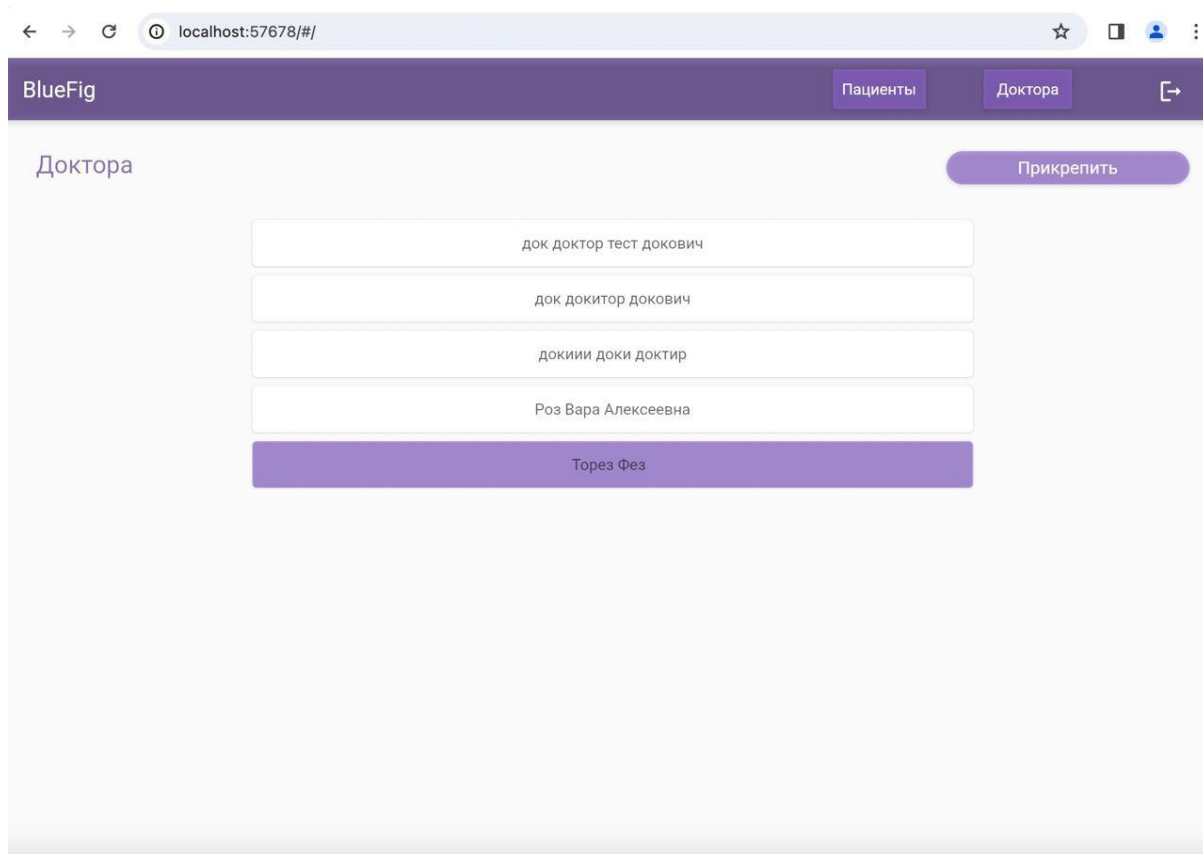 localhost:57678/#/
BlueFig Пациенты Доктора
Доктора Прикрепить
док доктор тест докович
док докитор докович
докиии доки доктир
Роз Вара Алексеевна
Торез Фез